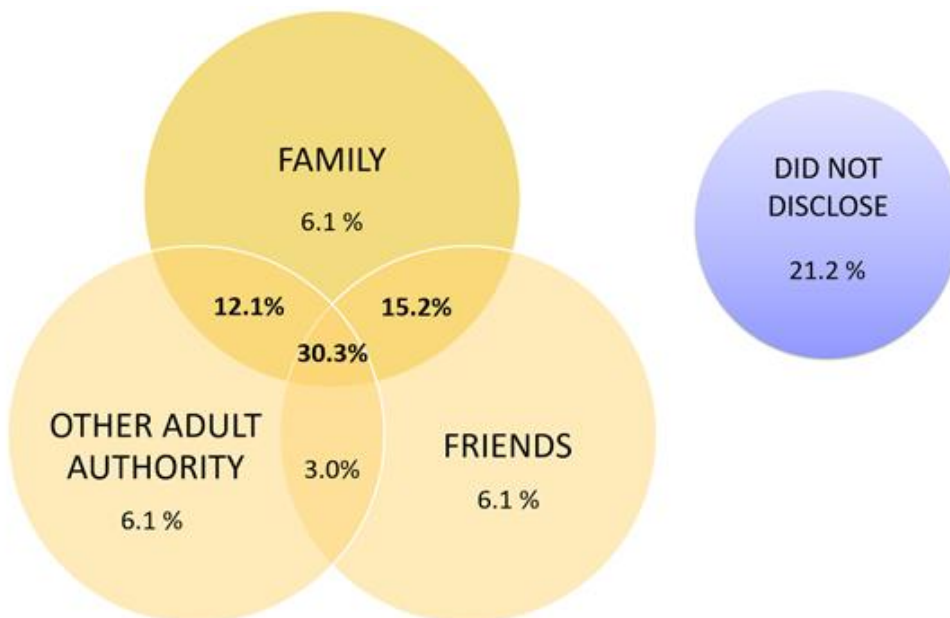 FAMILY
6.1 %
12.1%
15.2%
30.3%
OTHER ADULT
AUTHORITY
6.1 %
3.0%
FRIENDS
6.1 %
DID NOT
DISCLOSE
21.2 %